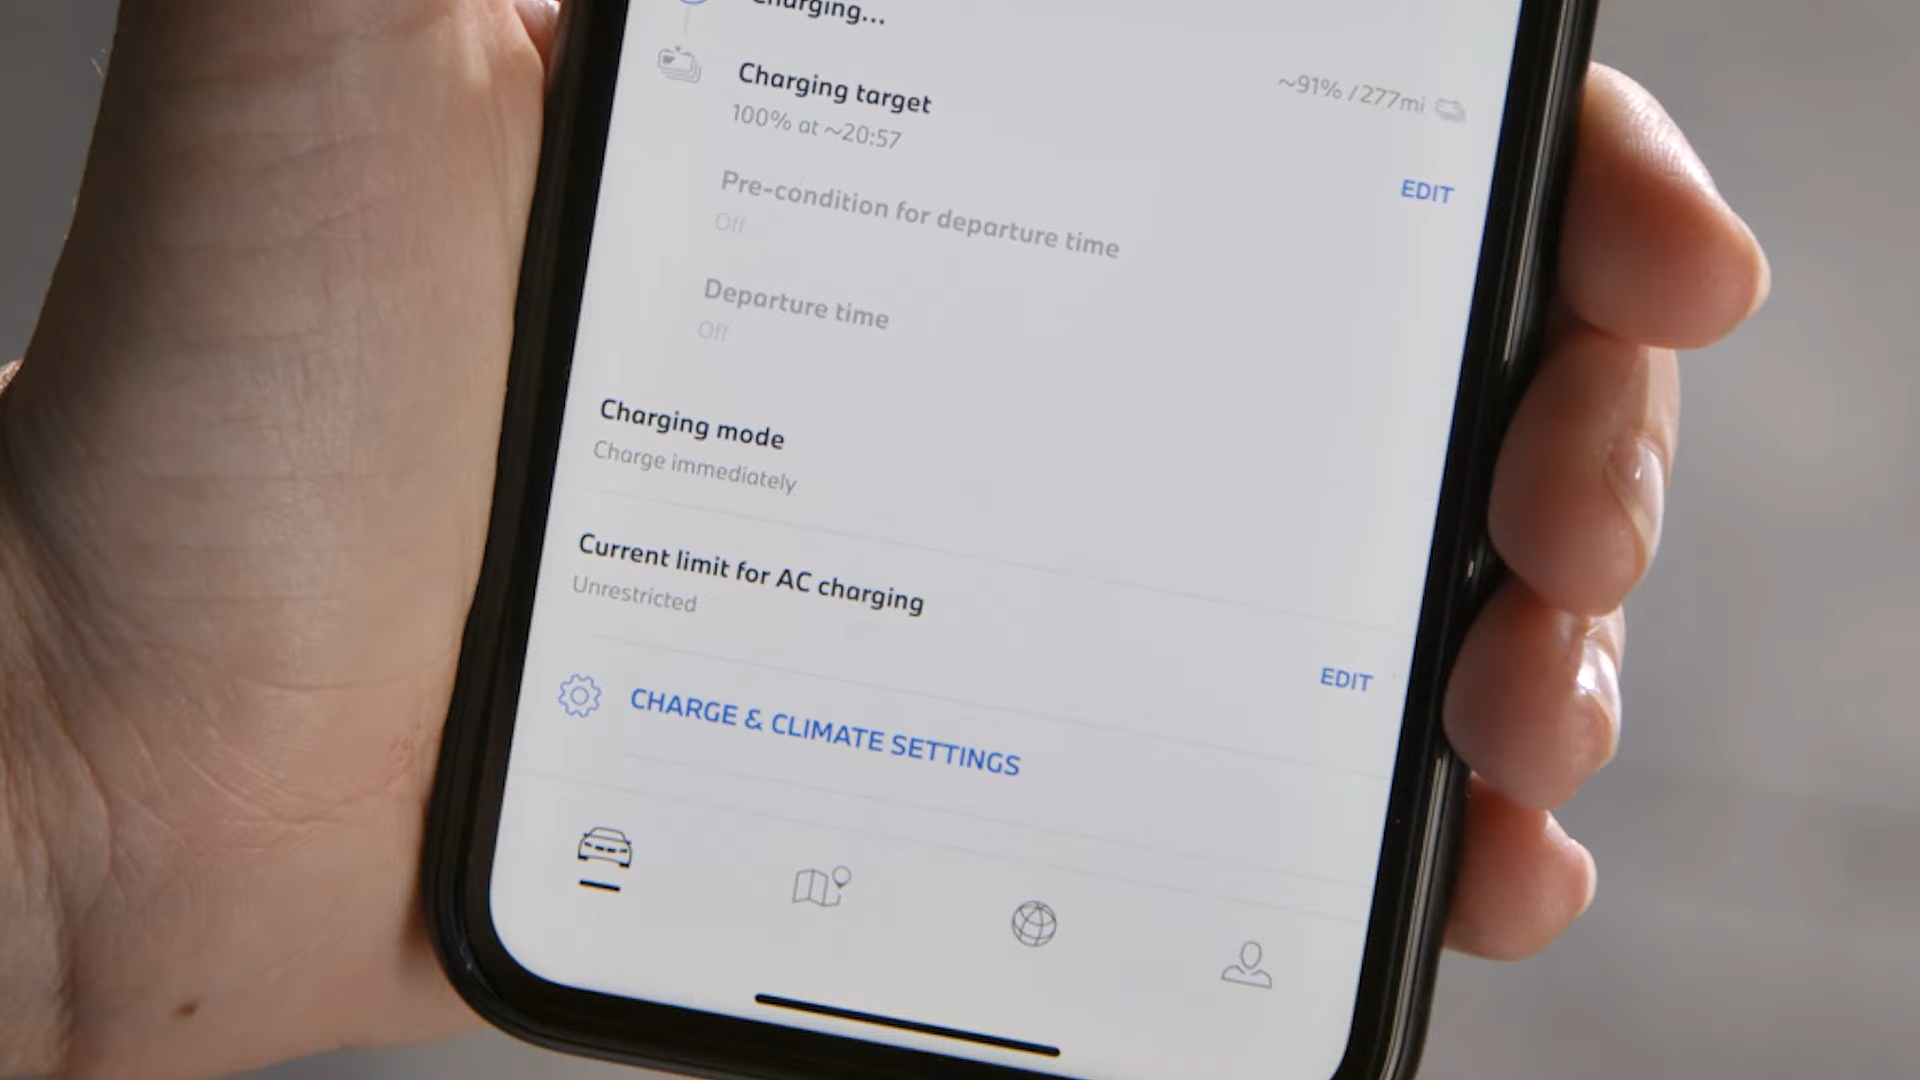 Charging...
~91% / 277mi
Charging target
100% at ~20:57
EDIT
Pre-condition for departure time
Off
Departure time
Off
Charging mode
Charge immediately
Current limit for AC charging
Unrestricted
EDIT
CHARGE & CLIMATE SETTINGS